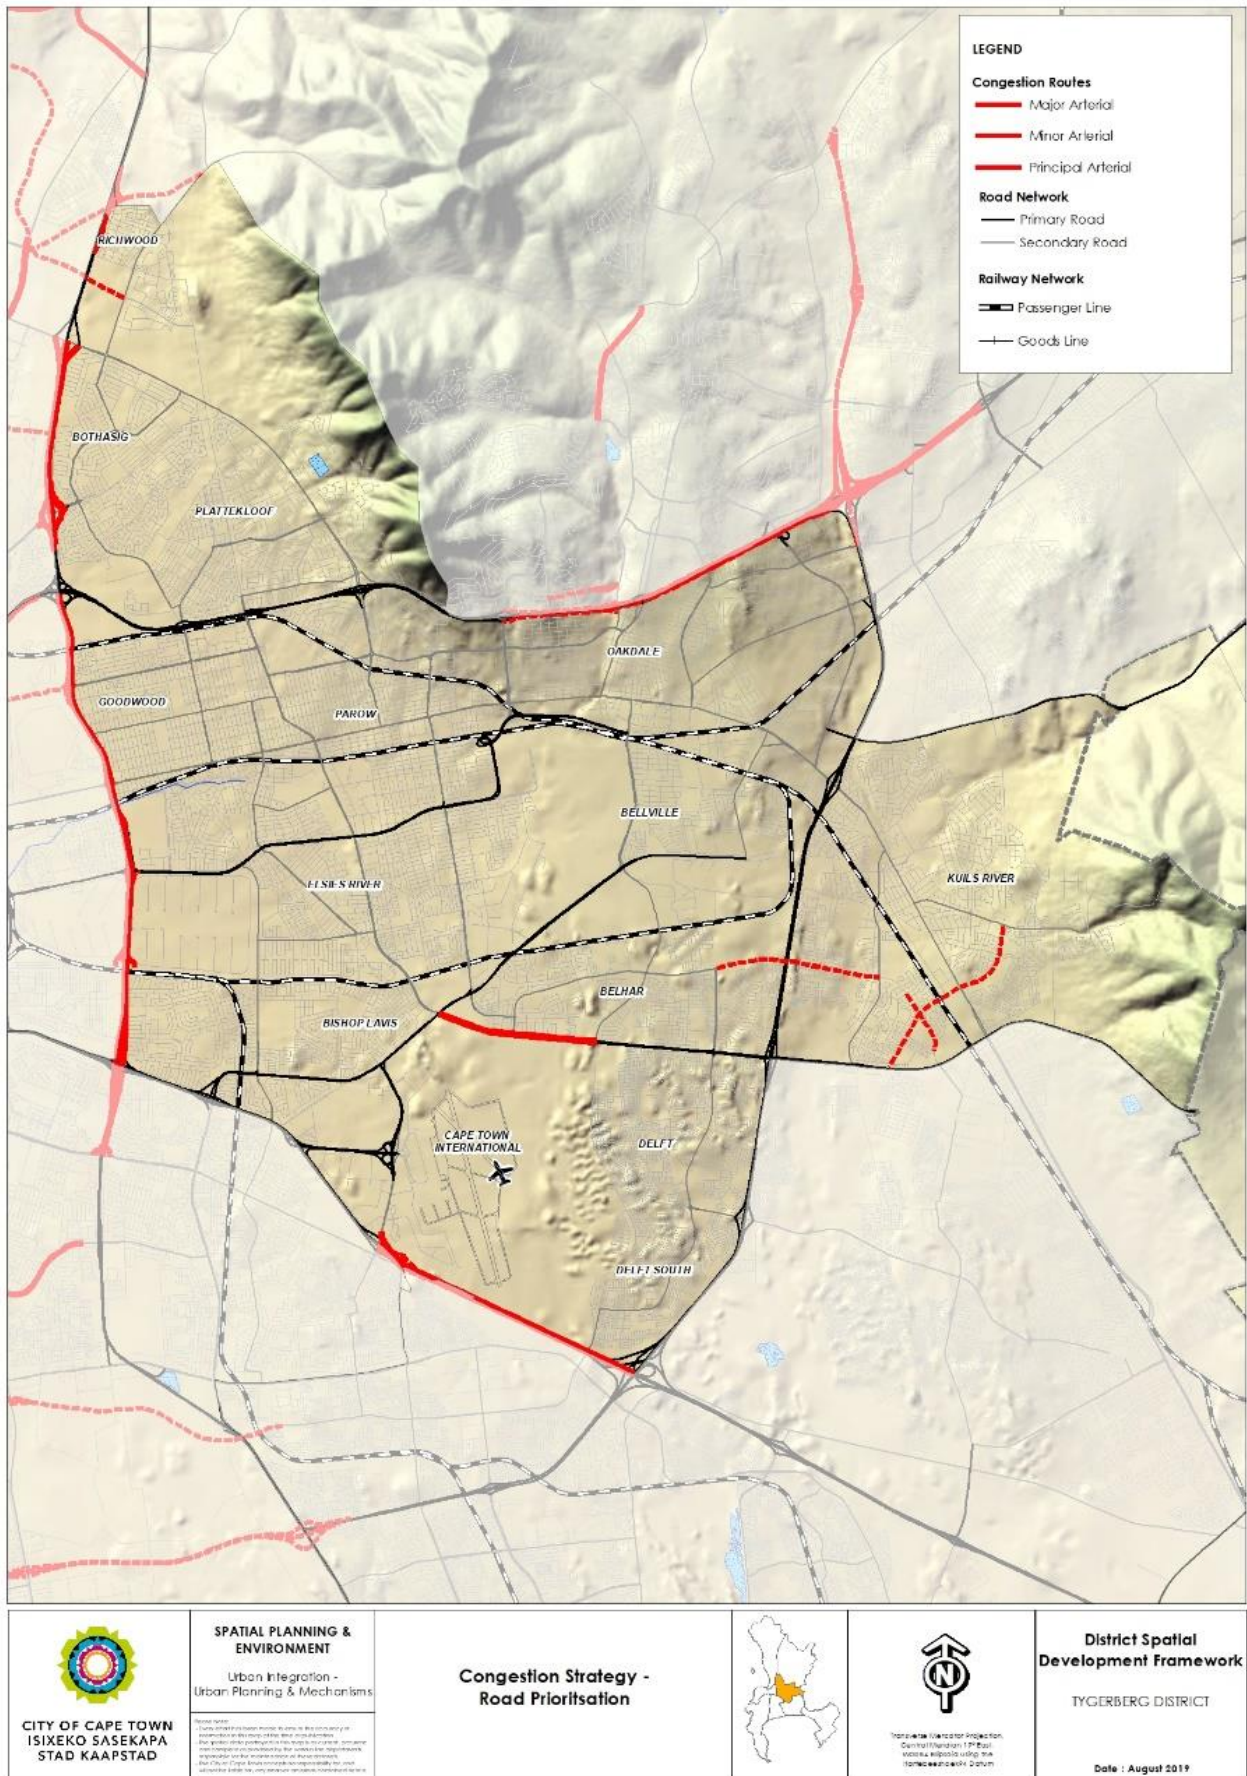 LEGEND
Congestion Routes
Major Arterial
Minor Arterial
Principal Arterial
Road Network
Primary Road
Secondary Road
Railway Network
Passenger Line
Goods Line
RICHWOOD
BOTHASIG
PLATTEKLOOF
OAKDALE
GOODWOOD
PAROW
BELLVILLE
ELSIES RIVER
KUILS RIVER
BELHAR
BISHOP LAVIS
CAPE TOWN
INTERNATIONAL
DELFT
DELFT SOUTH
CITY OF CAPE TOWN
ISIXEKO SASEKAPA
STAD KAAPSTAD
SPATIAL PLANNING &
ENVIRONMENT
Urban Integration -
Urban Planning & Mechanisms
Congestion Strategy -
Road Prioritsation
N
Transverse Mercator Projection,
District Spatial
Development Framework
TYGERBERG DISTRICT
Date : August 2019